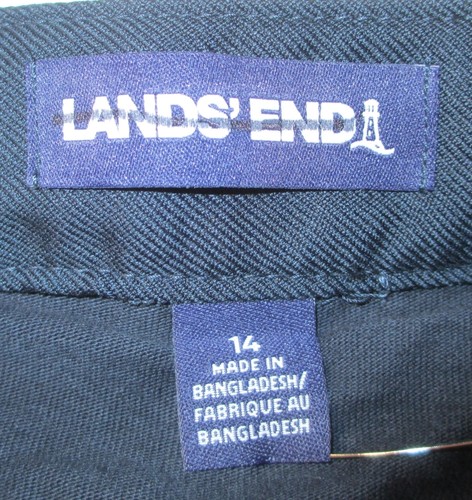 LANDS' END
14
MADE IN
BANGLADESH/
FABRIQUE AU
BANGLADESH